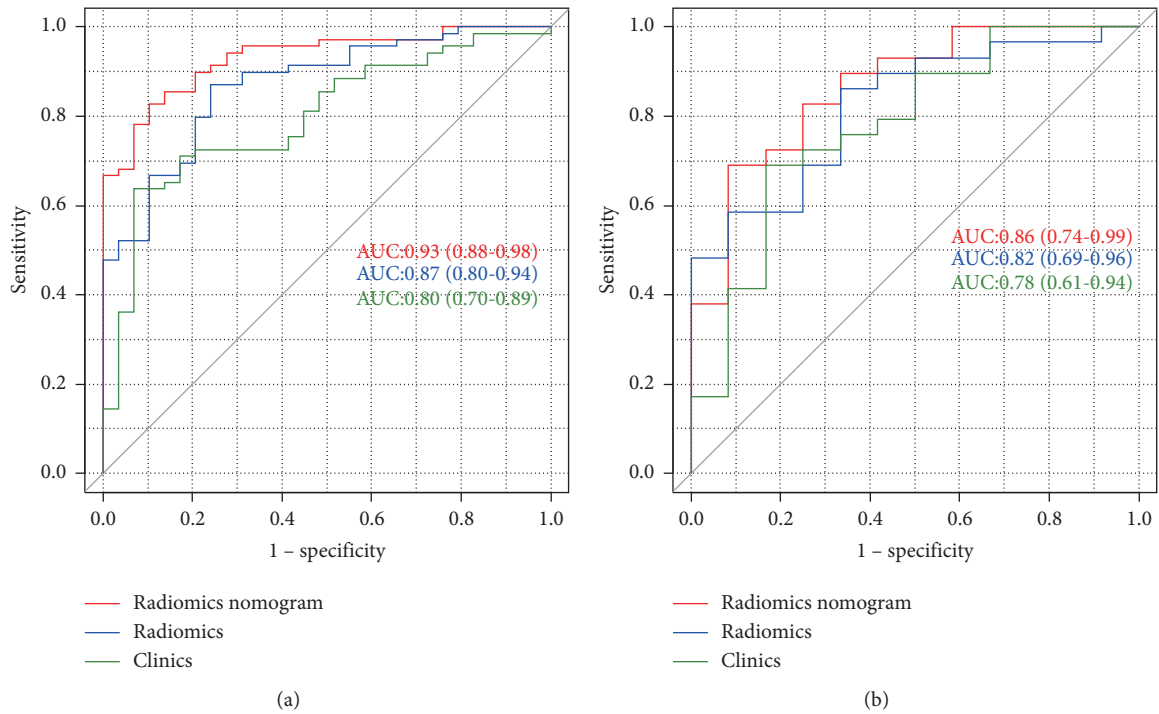 1.0
0.8
0.6
0.4
0.2
0.0
Sensitivity
AUC:0.93 (0.88-0.98)
AUC:0.87 (0.80-0.94)
AUC:0.80 (0.70-0.89)
0.0 0.2 0.4 0.6 0.8 1.0
1 – specificity
Radiomics nomogram
Radiomics
Clinics
(a)
1.0
0.8
0.6
0.4
0.2
0.0
Sensitivity
AUC:0.86 (0.74-0.99)
AUC:0.82 (0.69-0.96)
AUC:0.78 (0.61-0.94)
0.0 0.2 0.4 0.6 0.8 1.0
1 – specificity
Radiomics nomogram
Radiomics
Clinics
(b)